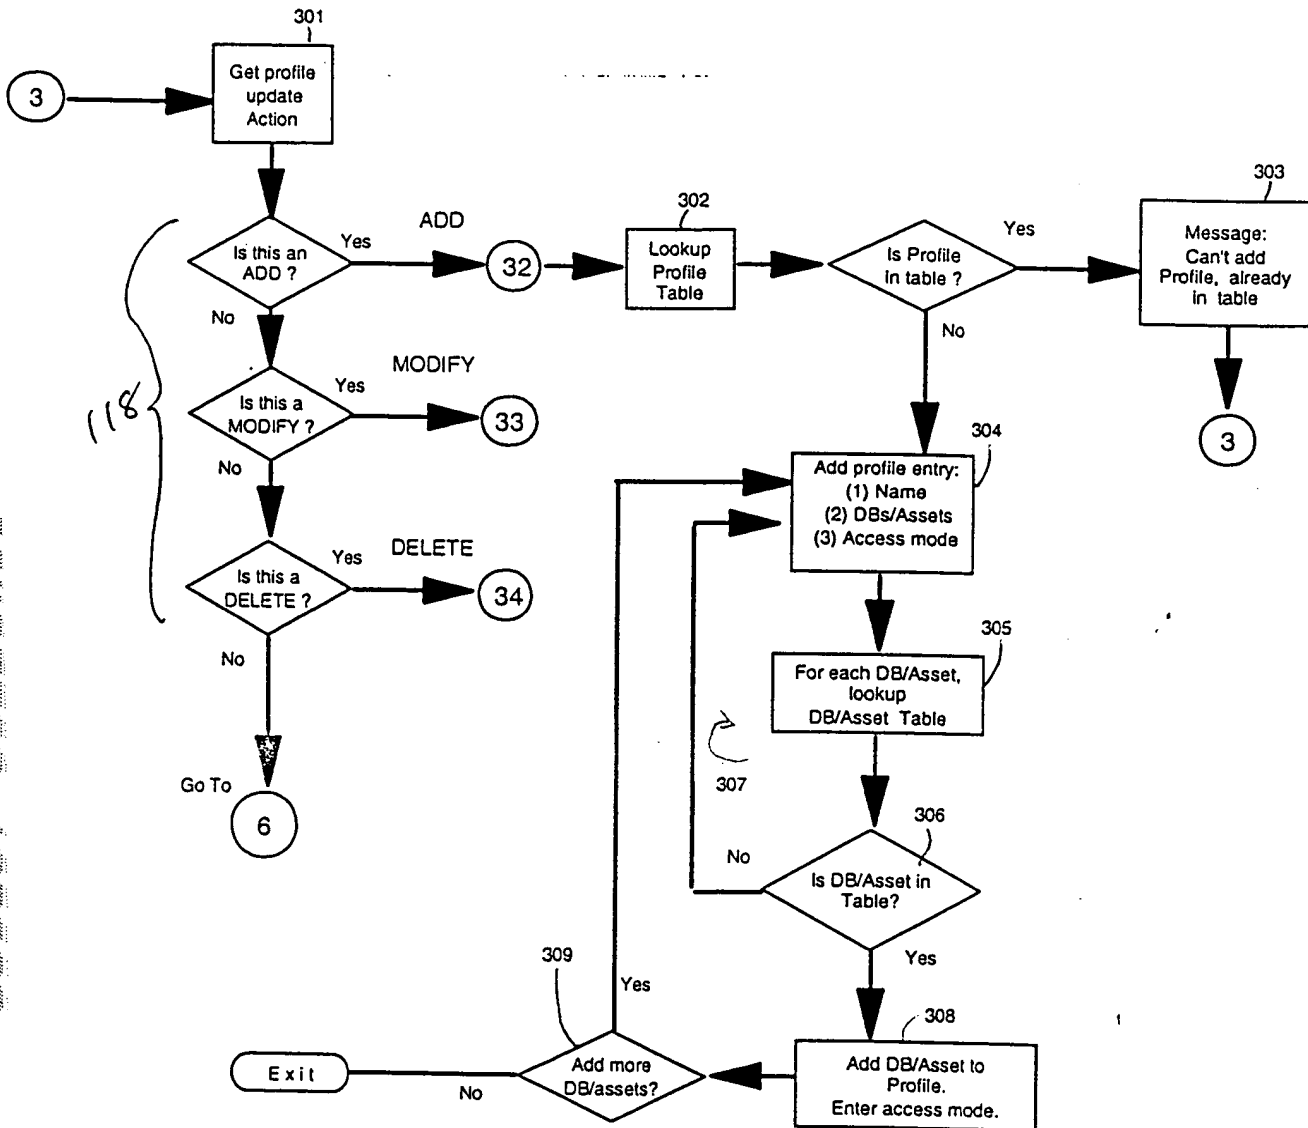 301
Get profile
update
Action
3
118
Is this an
ADD ?
Yes
ADD
32
No
302
Lookup
Profile
Table
Is Profile
in table ?
Yes
No
303
Message:
Can't add
Profile, already
in table
3
Is this a
MODIFY ?
Yes
MODIFY
33
No
Is this a
DELETE ?
Yes
DELETE
34
No
Go To
6
304
Add profile entry:
(1) Name
(2) DBs/Assets
(3) Access mode
305
For each DB/Asset,
lookup
DB/Asset Table
307
306
Is DB/Asset in
Table?
No
Yes
308
Add DB/Asset to
Profile.
Enter access mode.
309
Add more
DB/assets?
Yes
No
Exit